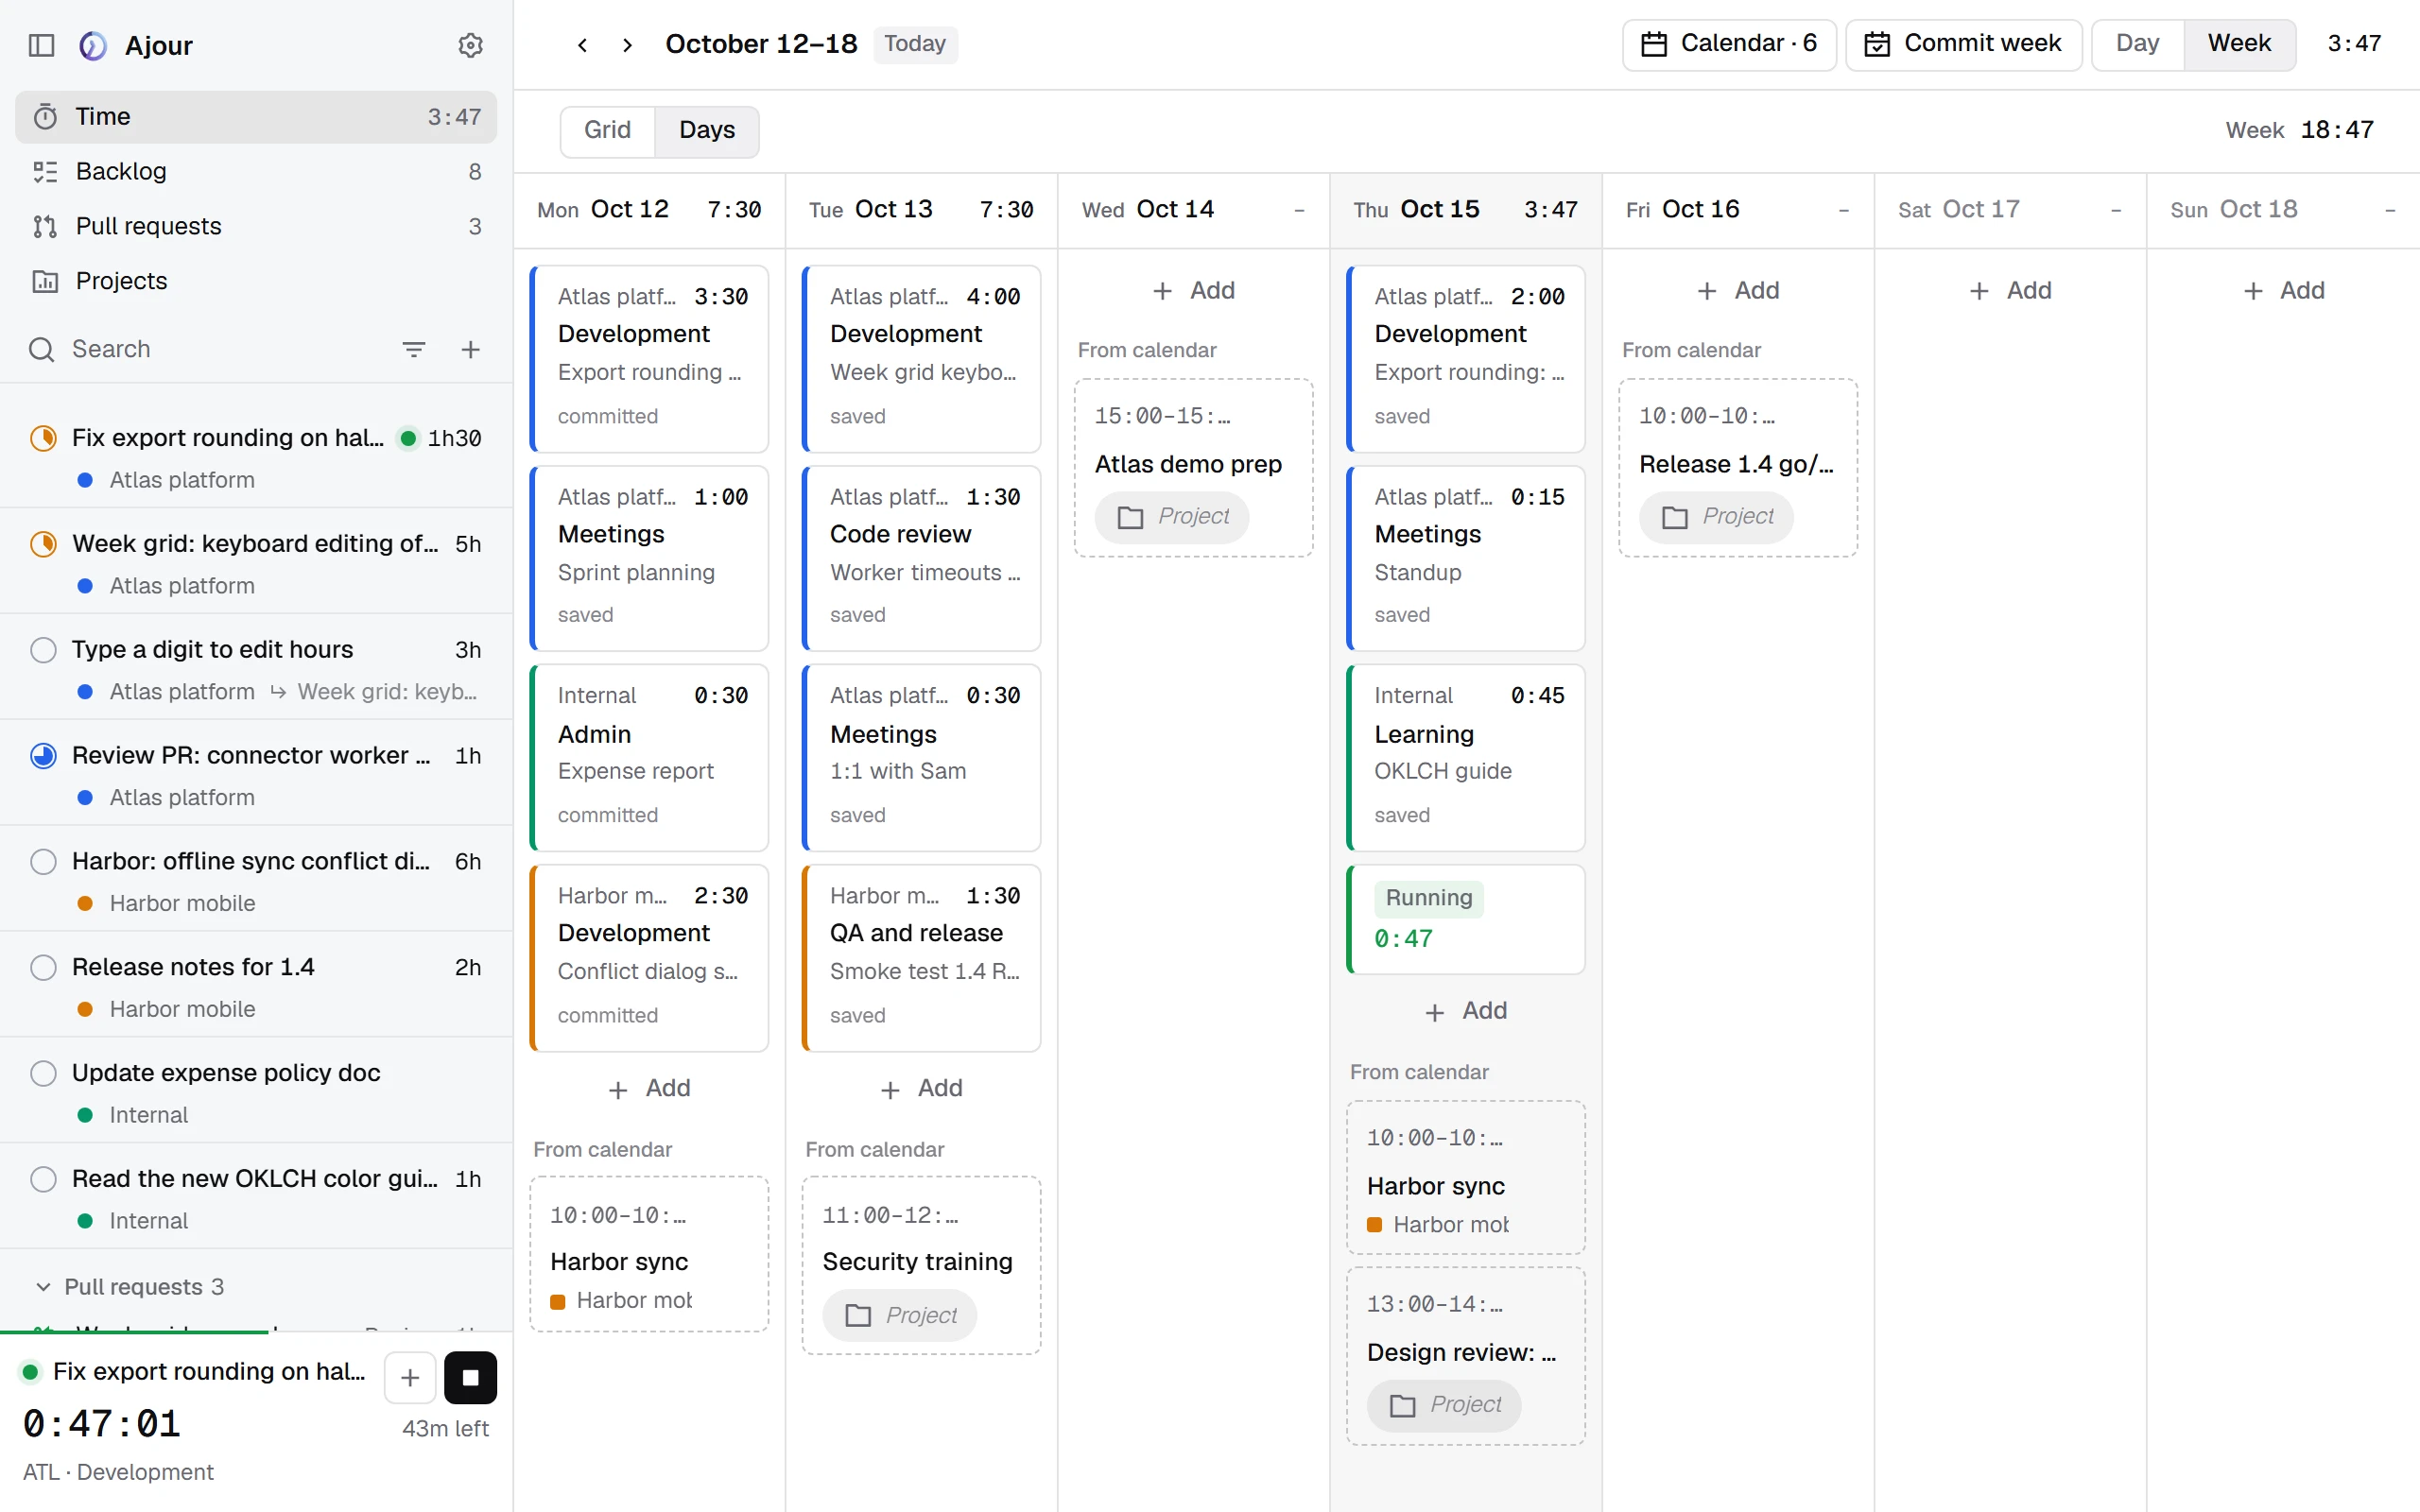 Ajour
Time 3:47
Backlog 8
Pull requests 3
Projects
Search
Fix export rounding on hal... 1h30
Atlas platform
Week grid: keyboard editing of... 5h
Atlas platform
Type a digit to edit hours 3h
Atlas platform ↳ Week grid: keyb...
Review PR: connector worker ... 1h
Atlas platform
Harbor: offline sync conflict di... 6h
Harbor mobile
Release notes for 1.4 2h
Harbor mobile
Update expense policy doc
Internal
Read the new OKLCH color gui... 1h
Internal
Pull requests 3
Fix export rounding on hal...
0:47:01 43m left
ATL · Development
October 12–18 Today
Calendar · 6 Commit week Day Week 3:47
Grid Days Week 18:47
Mon Oct 12 7:30
Atlas platf... 3:30
Development
Export rounding ...
committed
Atlas platf... 1:00
Meetings
Sprint planning
saved
Internal 0:30
Admin
Expense report
committed
Harbor m... 2:30
Development
Conflict dialog s...
committed
+ Add
From calendar
10:00–10:...
Harbor sync
Harbor mob
Tue Oct 13 7:30
Atlas platf... 4:00
Development
Week grid keybo...
saved
Atlas platf... 1:30
Code review
Worker timeouts ...
saved
Atlas platf... 0:30
Meetings
1:1 with Sam
saved
Harbor m... 1:30
QA and release
Smoke test 1.4 R...
saved
+ Add
From calendar
11:00–12:...
Security training
Project
Wed Oct 14 –
+ Add
From calendar
15:00–15:...
Atlas demo prep
Project
Thu Oct 15 3:47
Atlas platf... 2:00
Development
Export rounding: ...
saved
Atlas platf... 0:15
Meetings
Standup
saved
Internal 0:45
Learning
OKLCH guide
saved
Running
0:47
+ Add
From calendar
10:00–10:...
Harbor sync
Harbor mob
13:00–14:...
Design review: ...
Project
Fri Oct 16 –
+ Add
From calendar
10:00–10:...
Release 1.4 go/...
Project
Sat Oct 17 –
+ Add
Sun Oct 18 –
+ Add